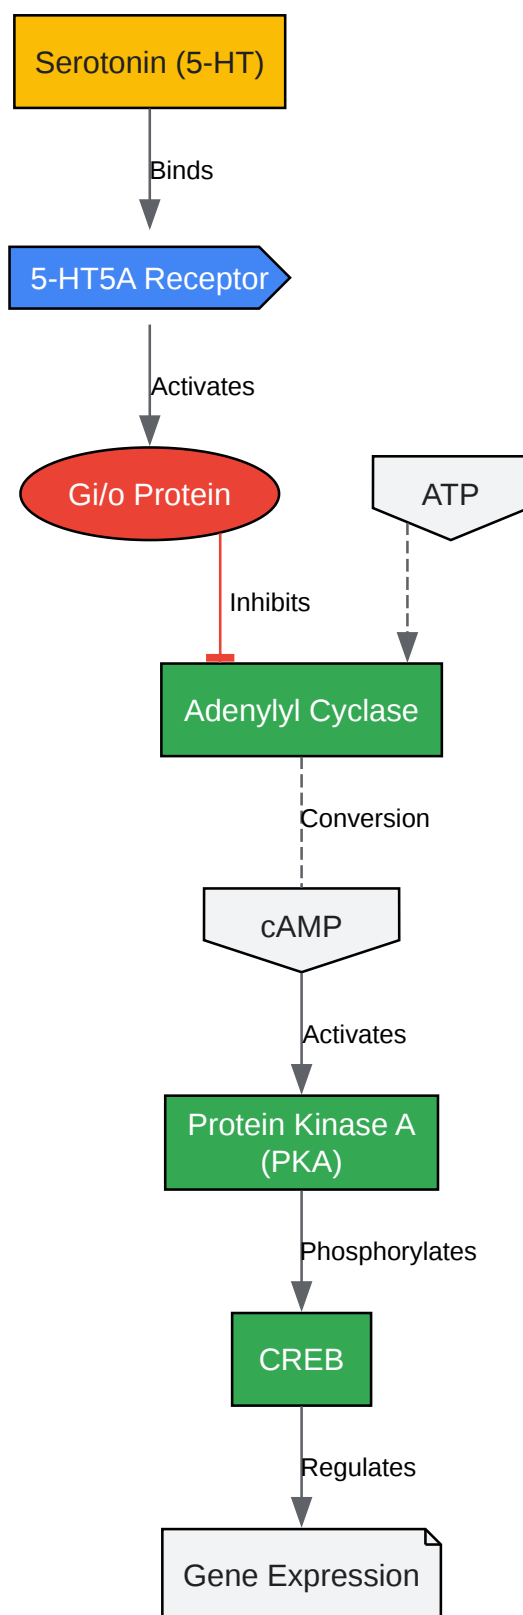 Serotonin (5-HT)
Binds
5-HT5A Receptor
Activates
Gi/o Protein
ATP
Inhibits
Adenylyl Cyclase
Conversion
cAMP
Activates
Protein Kinase A
(PKA)
Phosphorylates
CREB
Regulates
Gene Expression